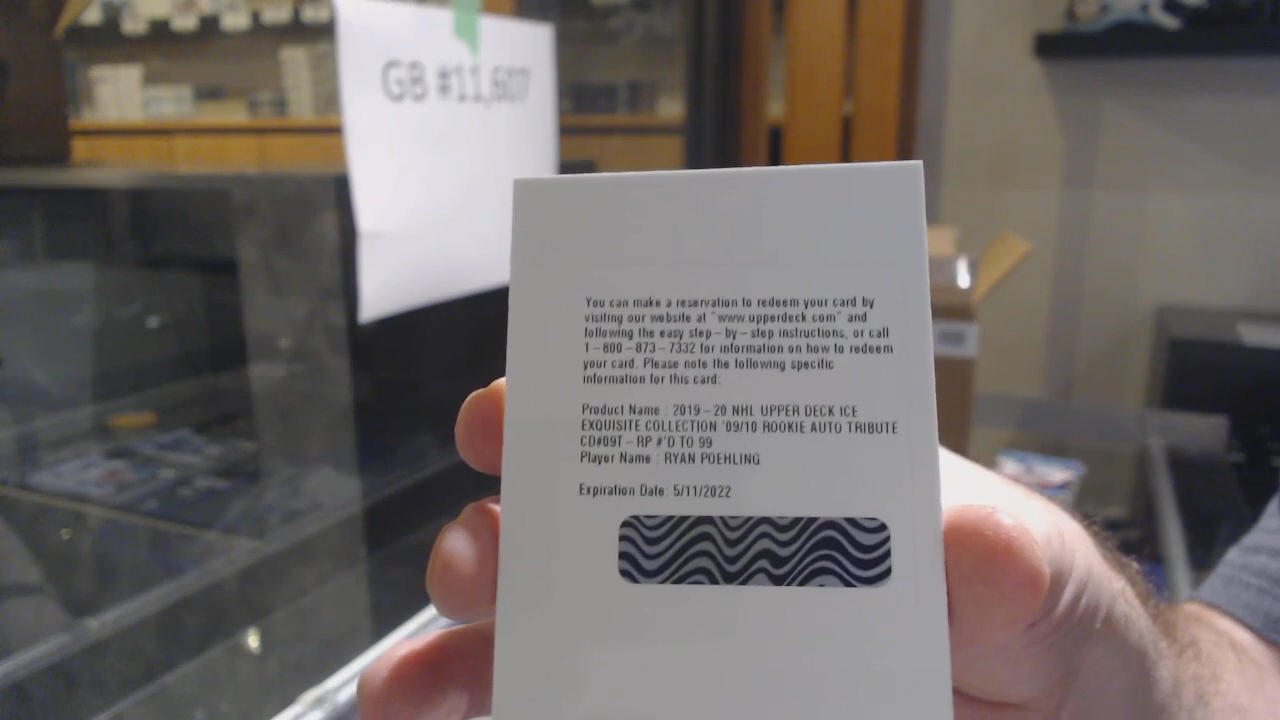 GB #11,607
You can make a reservation to redeem your card by
visiting our website at "www.upperdeck.com" and
following the easy step-by-step instructions, or call
1-800-873-7332 for information on how to redeem
your card. Please note the following specific
information for this card:
Product Name : 2019-20 NHL UPPER DECK ICE
EXQUISITE COLLECTION '09/10 ROOKIE AUTO TRIBUTE
CD#09T-RP #'D TO 99
Player Name : RYAN POEHLING
Expiration Date: 5/11/2022